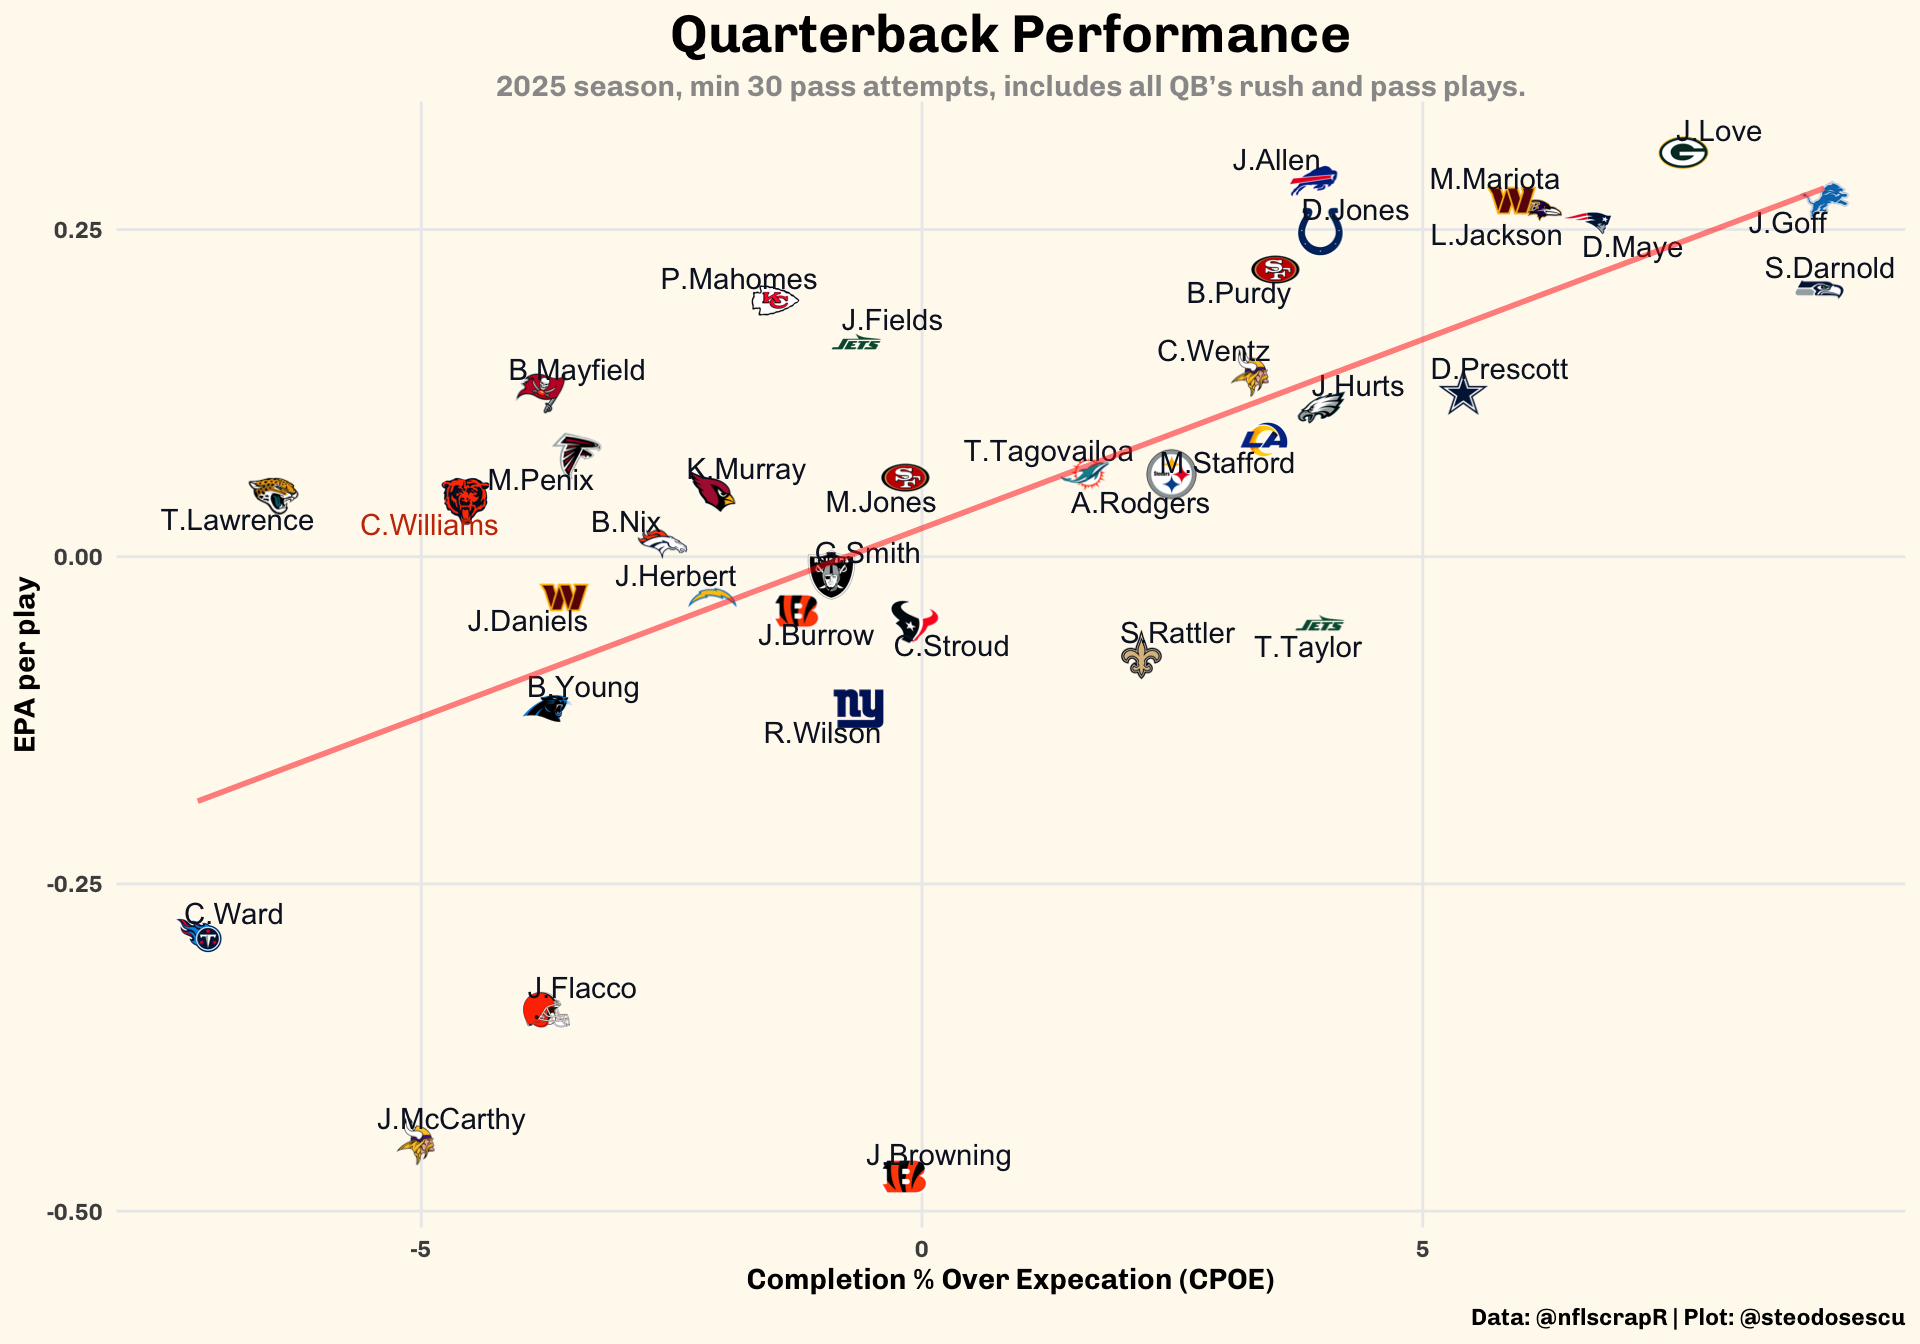 Quarterback Performance
2025 season, min 30 pass attempts, includes all QB's rush and pass plays.
J.Love
J.Allen
M.Mariota
D.Jones
L.Jackson
J.Goff
D.Maye
S.Darnold
0.25
P.Mahomes
B.Purdy
J.Fields
JETS
C.Wentz
B.Mayfield
D.Prescott
J.Hurts
T.Tagovailoa
M.Stafford
K.Murray
M.Penix
M.Jones
A.Rodgers
T.Lawrence
C.Williams
B.Nix
0.00
C.Smith
J.Herbert
J.Daniels
J.Burrow
C.Stroud
S.Rattler
JETS
T.Taylor
B.Young
ny
R.Wilson
EPA per play
-0.25
C.Ward
J.Flacco
J.McCarthy
J.Browning
-0.50
-5
0
5
Completion % Over Expecation (CPOE)
Data: @nflscrapR | Plot: @steodosescu